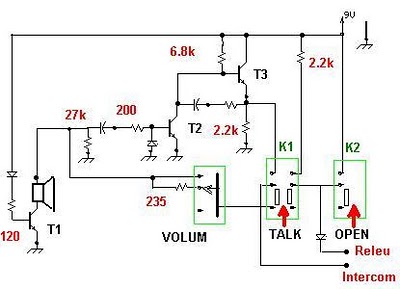 9V
6.8k
T3
2.2k
27k
200
T2
2.2k
K1
K2
235
T1
120
VOLUM
TALK
OPEN
Releu
Intercom